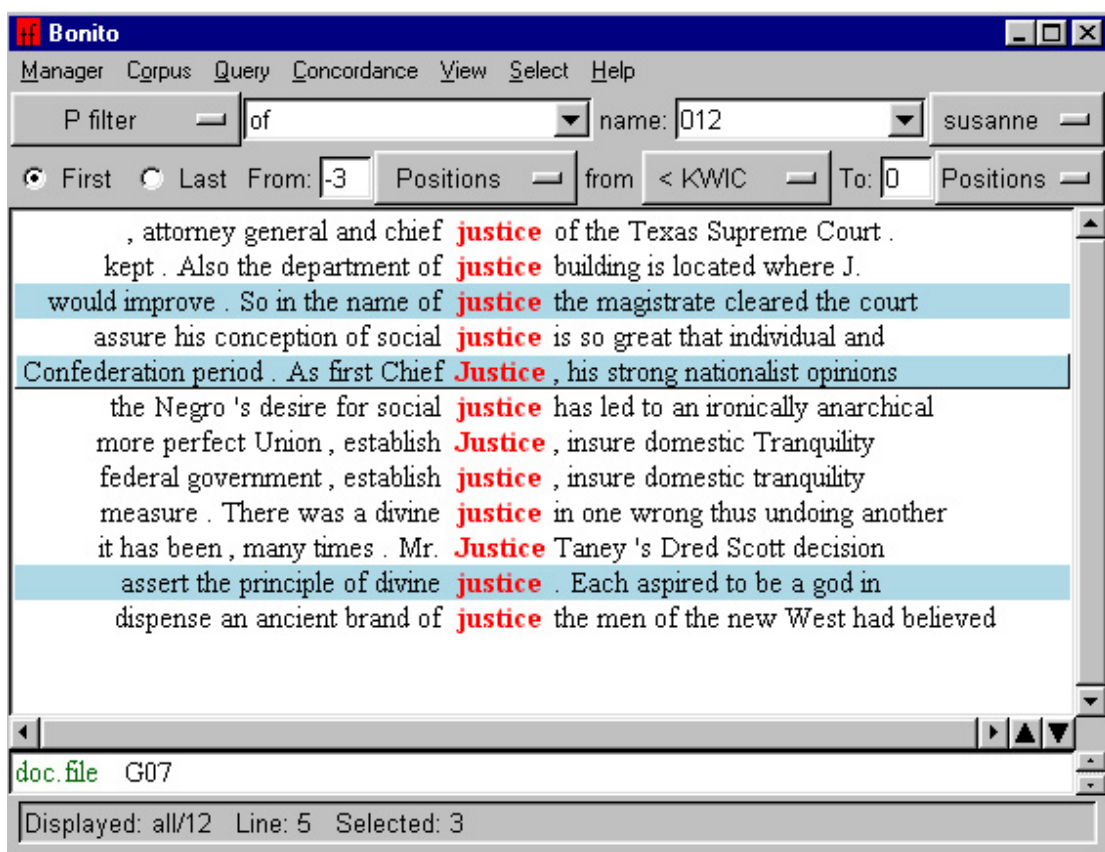 Bonito
Manager Corpus Query Concordance View Select Help
P filter of name: 012 susanne
First Last From: -3 Positions from < KWIC To: 0 Positions
, attorney general and chief justice of the Texas Supreme Court .
kept . Also the department of justice building is located where J.
would improve . So in the name of justice the magistrate cleared the court
assure his conception of social justice is so great that individual and
Confederation period . As first Chief Justice , his strong nationalist opinions
the Negro 's desire for social justice has led to an ironically anarchical
more perfect Union , establish Justice , insure domestic Tranquility
federal government , establish justice , insure domestic tranquility
measure . There was a divine justice in one wrong thus undoing another
it has been , many times . Mr. Justice Taney 's Dred Scott decision
assert the principle of divine justice . Each aspired to be a god in
dispense an ancient brand of justice the men of the new West had believed
doc.file G07
Displayed: all/12 Line: 5 Selected: 3